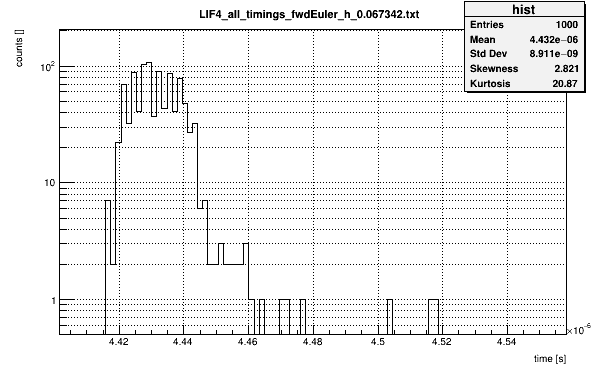 LIF4_all_timings_fwdEuler_h_0.067342.txt
hist
Entries 1000
Mean 4.432e−06
Std Dev 8.911e−09
Skewness 2.821
Kurtosis 20.87
counts []
10²
10
1
4.42 4.44 4.46 4.48 4.5 4.52 4.54
×10⁻⁶
time [s]